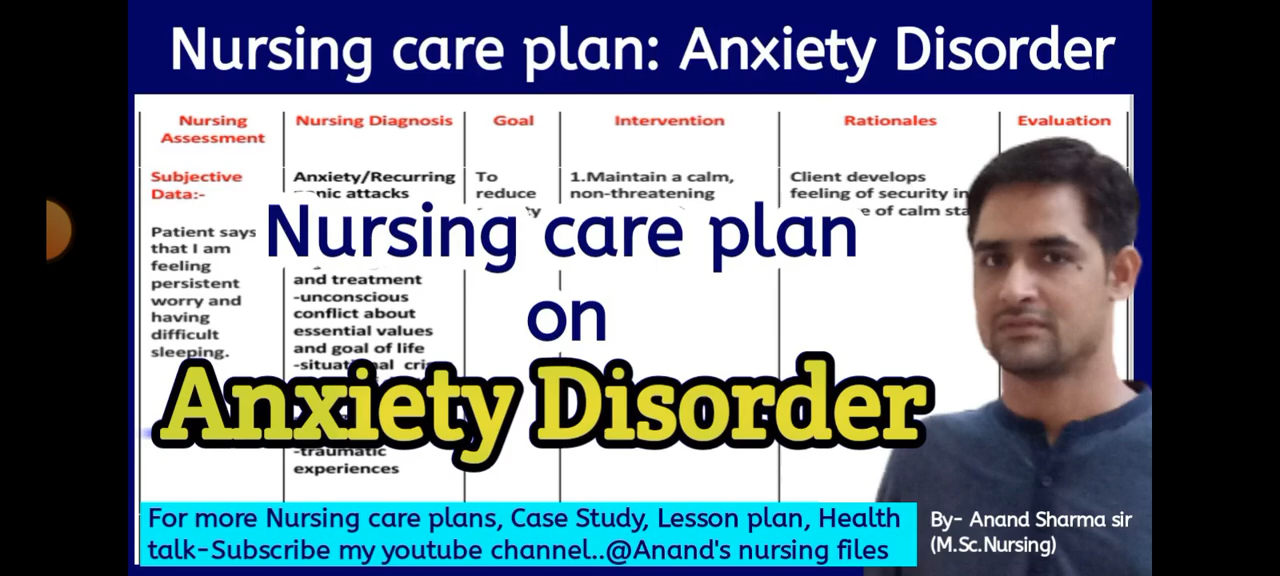 Nursing care plan: Anxiety Disorder
Nursing Assessment
Nursing Diagnosis
Goal
Intervention
Rationales
Evaluation
Subjective
Data:-
Patient says
that I am
feeling
persistent
worry and
having
difficult
sleeping.
Anxiety/Recurring
attacks
and treatment
-unconscious
conflict about
essential values
and goal of life
-traumatic
experiences
To
reduce
1.Maintain a calm,
non-threatening
Client develops
feeling of security in
of calm
Nursing care plan
on
Anxiety Disorder
For more Nursing care plans, Case Study, Lesson plan, Health
talk-Subscribe my youtube channel..@Anand's nursing files
By- Anand Sharma sir
(M.Sc.Nursing)